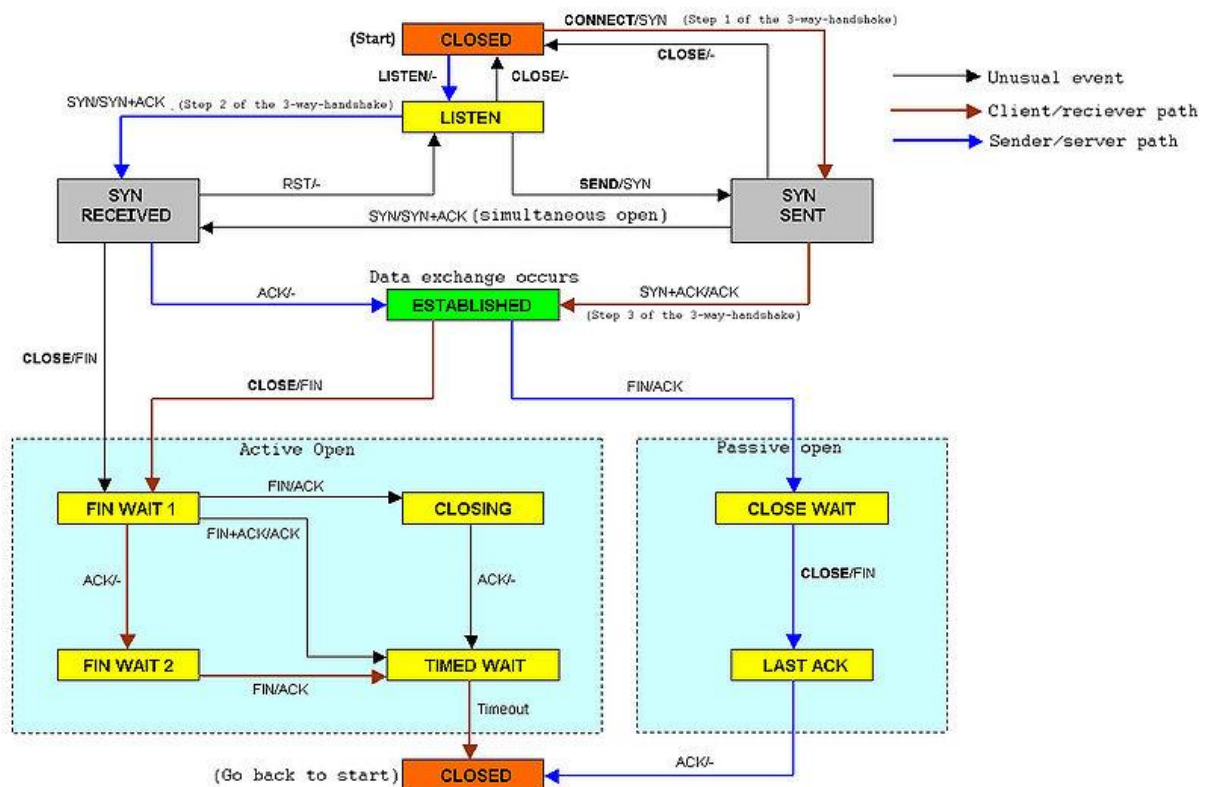 CONNECT/SYN (Step 1 of the 3-way-handshake)
(Start) CLOSED
CLOSE/-
LISTEN/- CLOSE/-
Unusual event
Client/reciever path
Sender/server path
SYN/SYN+ACK (Step 2 of the 3-way-handshake)
LISTEN
SYN
RECEIVED
RST/-
SEND/SYN
SYN
SENT
SYN/SYN+ACK (simultaneous open)
Data exchange occurs
ACK/-
ESTABLISHED
SYN+ACK/ACK
(Step 3 of the 3-way-handshake)
CLOSE/FIN
CLOSE/FIN
FIN/ACK
Active Open
Passive open
FIN WAIT 1
FIN/ACK
CLOSING
CLOSE WAIT
FIN+ACK/ACK
ACK/-
ACK/-
CLOSE/FIN
FIN WAIT 2
TIMED WAIT
LAST ACK
FIN/ACK
Timeout
(Go back to start) CLOSED
ACK/-